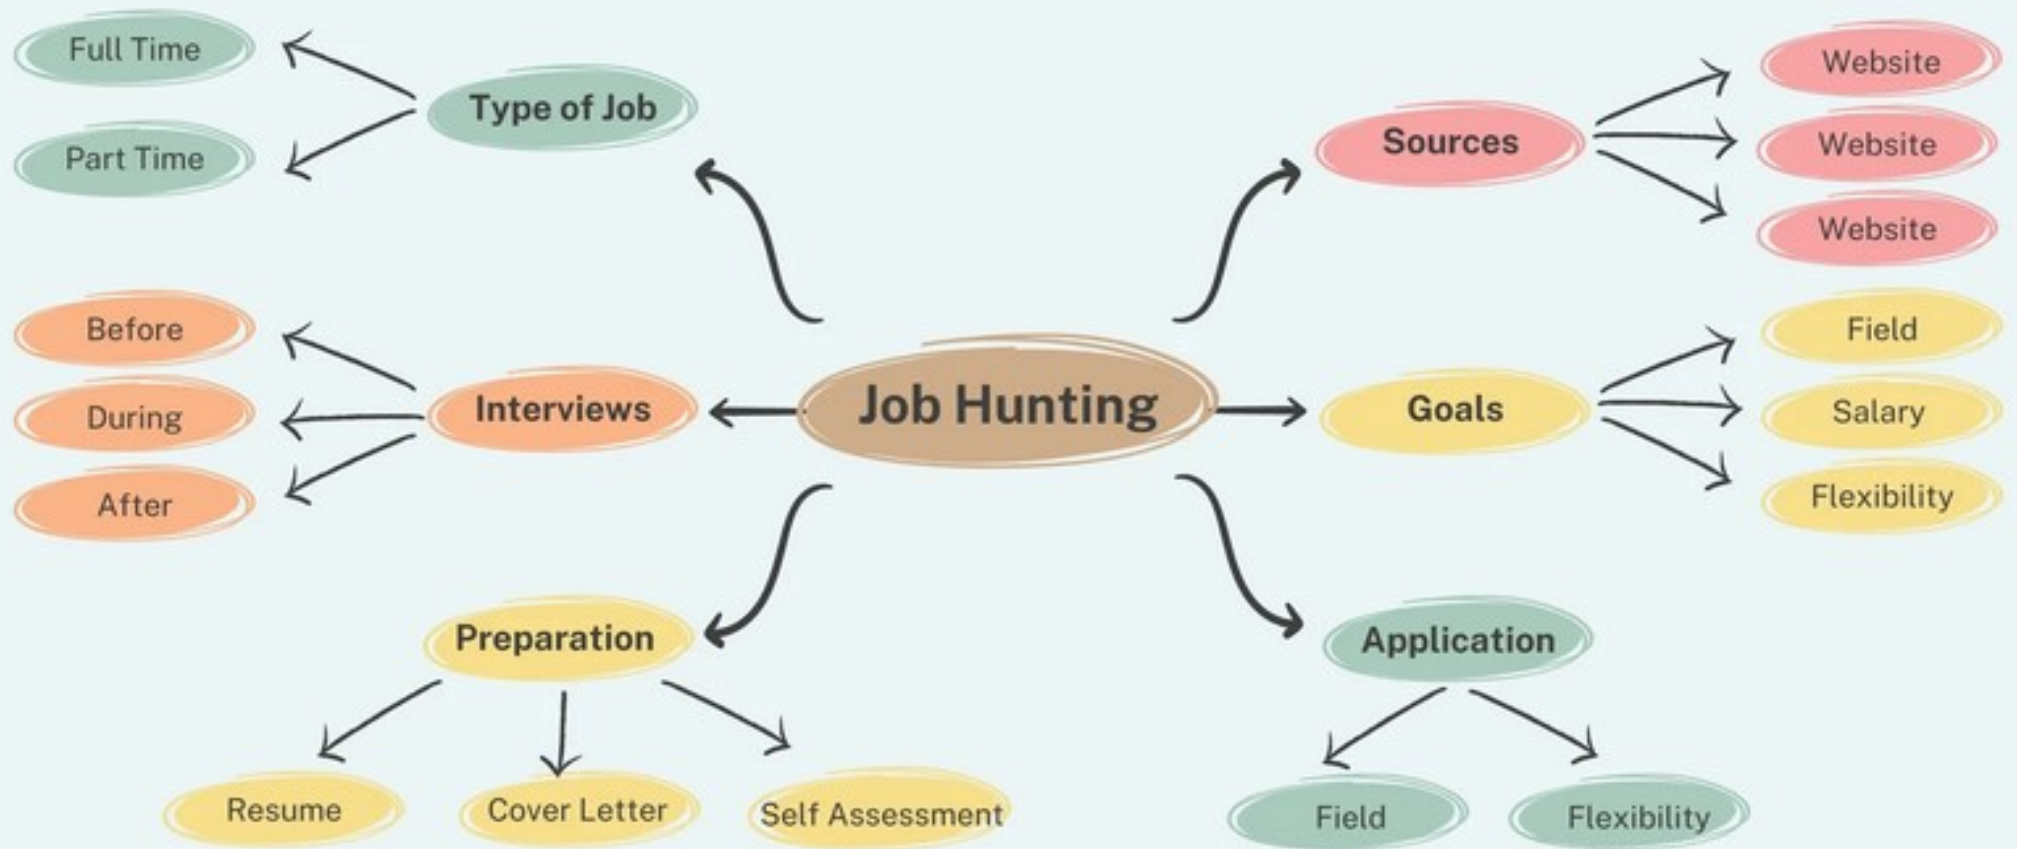 Full Time
Part Time
Type of Job
Sources
Website
Website
Website
Before
During
After
Interviews
Job Hunting
Goals
Field
Salary
Flexibility
Preparation
Resume
Cover Letter
Self Assessment
Application
Field
Flexibility